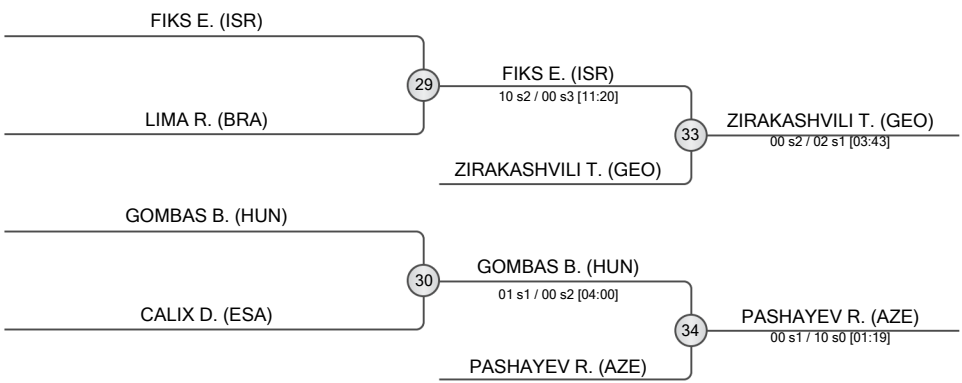 FIKS E. (ISR)
29
FIKS E. (ISR)
10 s2 / 00 s3 [11:20]
LIMA R. (BRA)
33
ZIRAKASHVILI T. (GEO)
00 s2 / 02 s1 [03:43]
ZIRAKASHVILI T. (GEO)
GOMBAS B. (HUN)
30
GOMBAS B. (HUN)
01 s1 / 00 s2 [04:00]
CALIX D. (ESA)
34
PASHAYEV R. (AZE)
00 s1 / 10 s0 [01:19]
PASHAYEV R. (AZE)